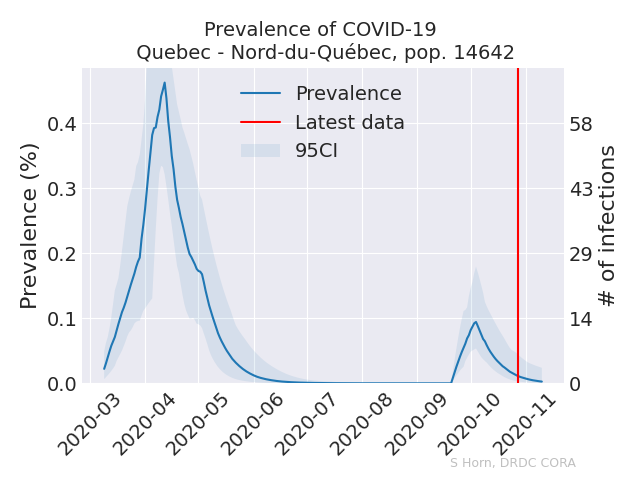 Prevalence of COVID-19
Quebec - Nord-du-Québec, pop. 14642
Prevalence
Latest data
95CI
Prevalence (%)
0.4
0.3
0.2
0.1
0.0
# of infections
58
43
29
14
0
2020-03
2020-04
2020-05
2020-06
2020-07
2020-08
2020-09
2020-10
2020-11
S Horn, DRDC CORA